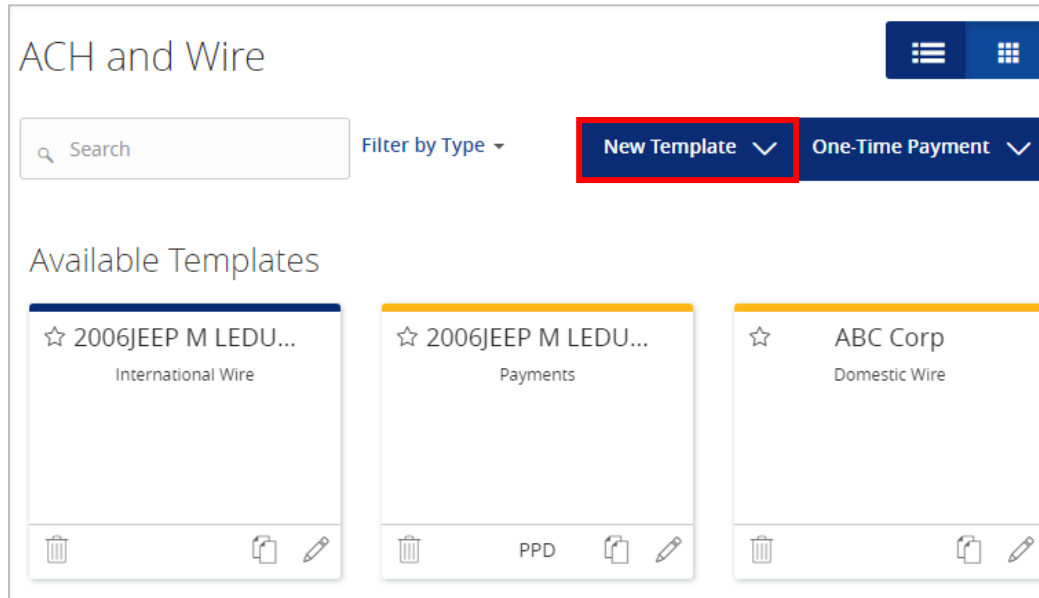 ACH and Wire
Search
Filter by Type
New Template
One-Time Payment
Available Templates
2006JEEP M LEDU...
International Wire
2006JEEP M LEDU...
Payments
PPD
ABC Corp
Domestic Wire